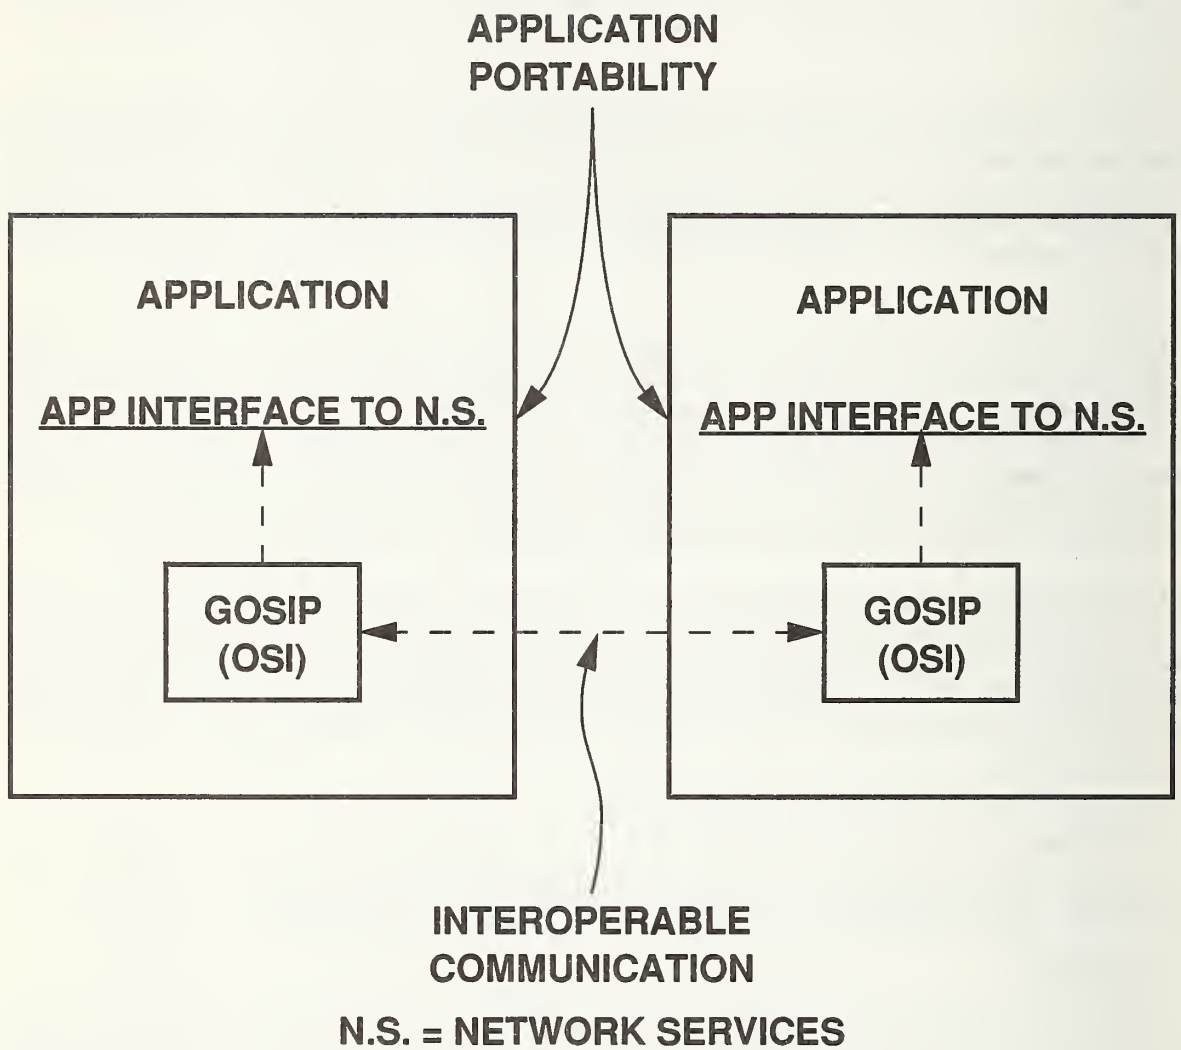 APPLICATION
PORTABILITY
APPLICATION
APP INTERFACE TO N.S.
GOSIP
(OSI)
APPLICATION
APP INTERFACE TO N.S.
GOSIP
(OSI)
INTEROPERABLE
COMMUNICATION
N.S. = NETWORK SERVICES